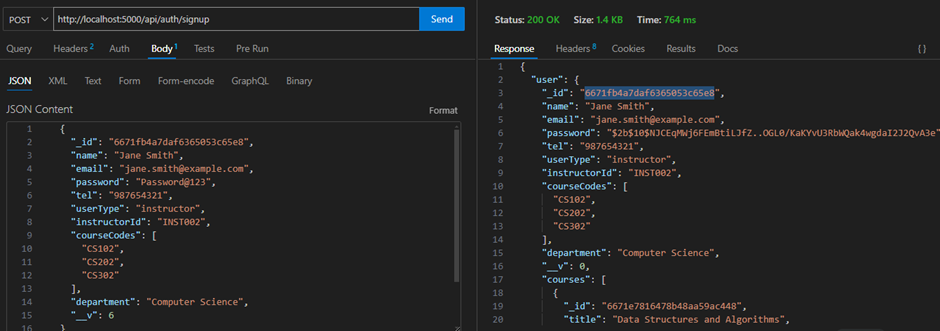 POST http://localhost:5000/api/auth/signup Send
Query Headers 2 Auth Body 1 Tests Pre Run
JSON XML Text Form Form-encode GraphQL Binary
JSON Content Format
1 {
2 "_id": "6671fb4a7daf6365053c65e8",
3 "name": "Jane Smith",
4 "email": "jane.smith@example.com",
5 "password": "Password@123",
6 "tel": "987654321",
7 "userType": "instructor",
8 "instructorId": "INST002",
9 "courseCodes": [
10 "CS102",
11 "CS202",
12 "CS302"
13 ],
14 "department": "Computer Science",
15 "__v": 6
16 }
Status: 200 OK Size: 1.4 KB Time: 764 ms
Response Headers 8 Cookies Results Docs {}
1 {
2 "user": {
3 "_id": "6671fb4a7daf6365053c65e8",
4 "name": "Jane Smith",
5 "email": "jane.smith@example.com",
6 "password": "$2b$10$NJCEqMWj6FEmBtiLJfZ..OGL0/KaKYvU3RbWQak4wgdaI2J2QvA3e"
7 "tel": "987654321",
8 "userType": "instructor",
9 "instructorId": "INST002",
10 "courseCodes": [
11 "CS102",
12 "CS202",
13 "CS302"
14 ],
15 "department": "Computer Science",
16 "__v": 0,
17 "courses": [
18 {
19 "_id": "6671e7816478b48aa59ac448",
20 "title": "Data Structures and Algorithms",